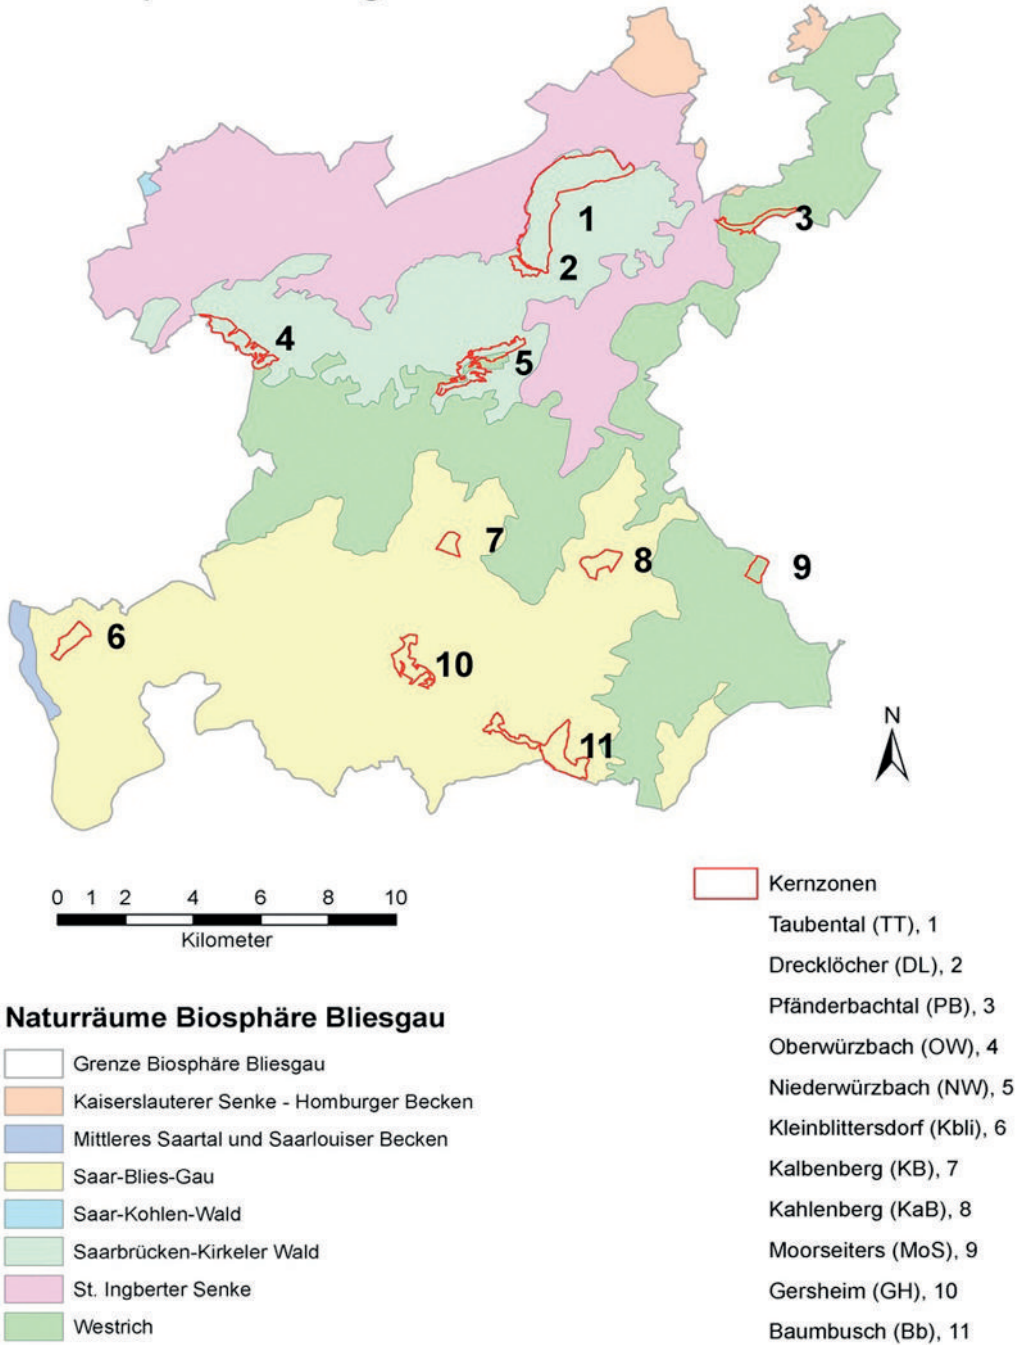 1
2
3
4
5
6
7
8
9
10
11
N
0 1 2 4 6 8 10
Kilometer
Kernzonen
Taubental (TT), 1
Drecklöcher (DL), 2
Pfänderbachtal (PB), 3
Oberwürzbach (OW), 4
Niederwürzbach (NW), 5
Kleinblittersdorf (Kbli), 6
Kalbenberg (KB), 7
Kahlenberg (KaB), 8
Moorseiters (MoS), 9
Gersheim (GH), 10
Baumbusch (Bb), 11
Naturräume Biosphäre Bliesgau
Grenze Biosphäre Bliesgau
Kaiserslauterer Senke - Homburger Becken
Mittleres Saartal und Saarlouiser Becken
Saar-Blies-Gau
Saar-Kohlen-Wald
Saarbrücken-Kirkeler Wald
St. Ingberter Senke
Westrich